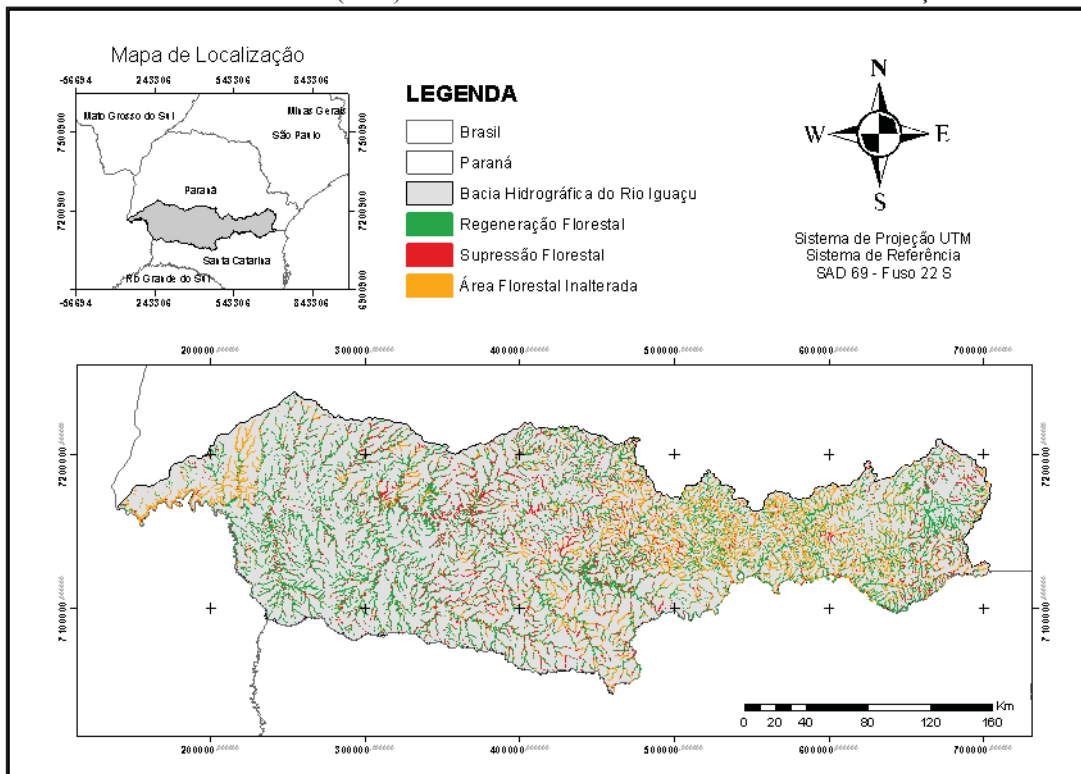 Mapa de Localização
-56694 243306 543306 843306
Mato Grosso do Sul
Minas Gerais
São Paulo
Paraná
Santa Catarina
Rio Grande do Sul
7500900
7200900
6900900
-56694 243306 543306 843306
LEGENDA
Brasil
Paraná
Bacia Hidrográfica do Rio Iguaçu
Regeneração Florestal
Supressão Florestal
Área Florestal Inalterada
N
W E
S
Sistema de Projeção UTM
Sistema de Referência
SAD 69 - Fuso 22 S
200000 300000 400000 500000 600000 700000
7200000 7200000
7100000 7100000
Km
0 10 20 40 80 120 160
200000 300000 400000 500000 600000 700000